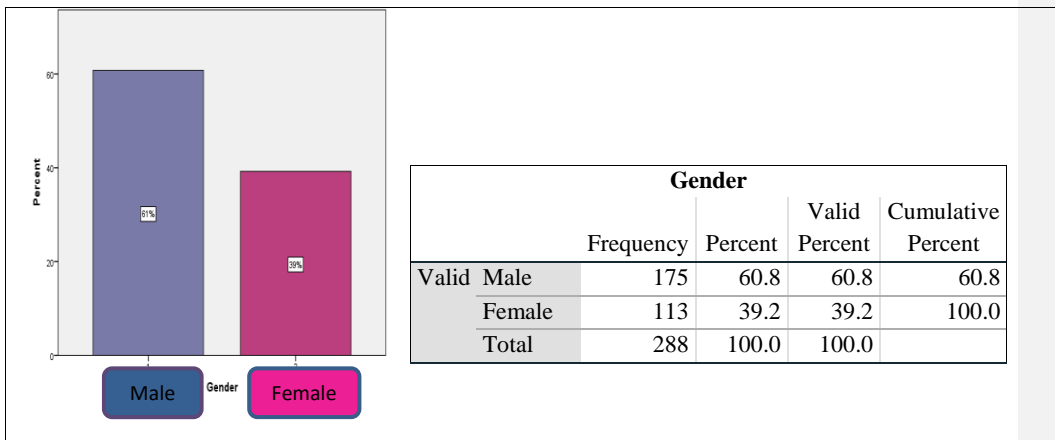 60
40
20
0
Percent
61%
39%
Gender
Male
Female
Gender
Frequency Percent Valid Percent Cumulative Percent
Valid Male 175 60.8 60.8 60.8
Female 113 39.2 39.2 100.0
Total 288 100.0 100.0